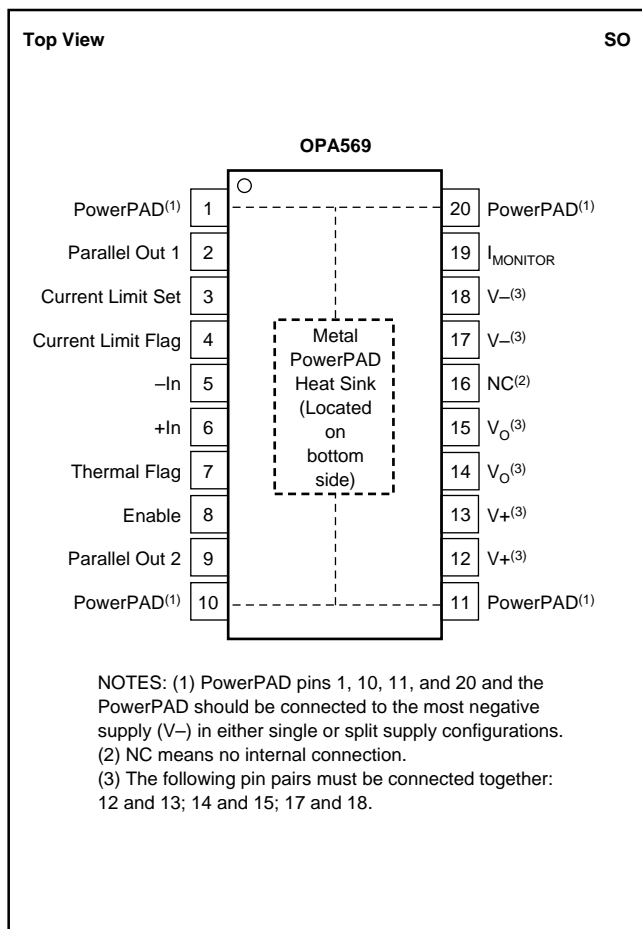 Top View SO
OPA569
PowerPAD(1) 1 20 PowerPAD(1)
Parallel Out 1 2 19 IMONITOR
Current Limit Set 3 18 V–(3)
Current Limit Flag 4 17 V–(3)
–In 5 16 NC(2)
+In 6 15 VO(3)
Thermal Flag 7 14 VO(3)
Enable 8 13 V+(3)
Parallel Out 2 9 12 V+(3)
PowerPAD(1) 10 11 PowerPAD(1)
Metal
PowerPAD
Heat Sink
(Located
on
bottom
side)
NOTES: (1) PowerPAD pins 1, 10, 11, and 20 and the
PowerPAD should be connected to the most negative
supply (V–) in either single or split supply configurations.
(2) NC means no internal connection.
(3) The following pin pairs must be connected together:
12 and 13; 14 and 15; 17 and 18.